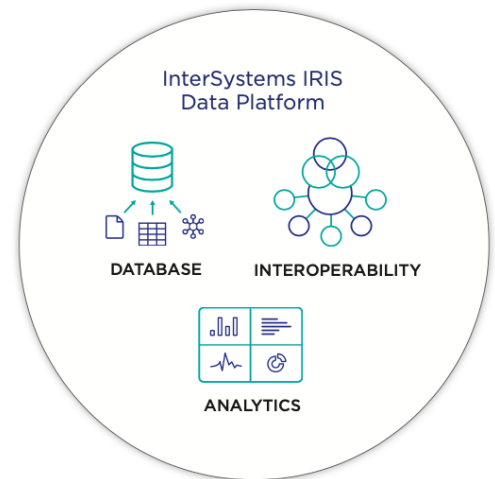 InterSystems IRIS
Data Platform
DATABASE
INTEROPERABILITY
ANALYTICS